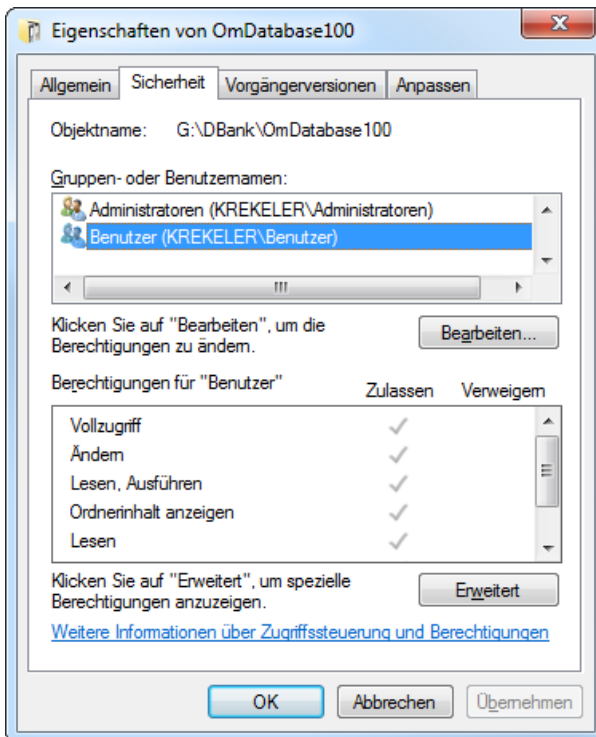 Eigenschaften von OmDatabase100
Allgemein Sicherheit Vorgängerversionen Anpassen
Objektname: G:\DBank\OmDatabase100
Gruppen- oder Benutzernamen:
Administratoren (KREKELER\Administratoren)
Benutzer (KREKELER\Benutzer)
Klicken Sie auf "Bearbeiten", um die
Berechtigungen zu ändern.
Bearbeiten...
Berechtigungen für "Benutzer" Zulassen Verweigern
Vollzugriff
Ändern
Lesen, Ausführen
Ordnerinhalt anzeigen
Lesen
Klicken Sie auf "Erweitert", um spezielle
Berechtigungen anzuzeigen.
Erweitert
Weitere Informationen über Zugriffssteuerung und Berechtigungen
OK Abbrechen Übernehmen